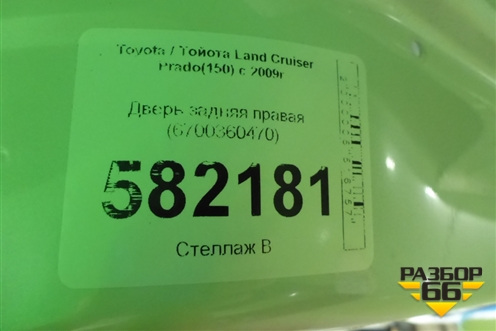 Toyota / Тойота Land Cruiser
Prado(150) с 2009г
Дверь задняя правая
(6700360470)
582181
Стеллаж В
РАЗБОР
66